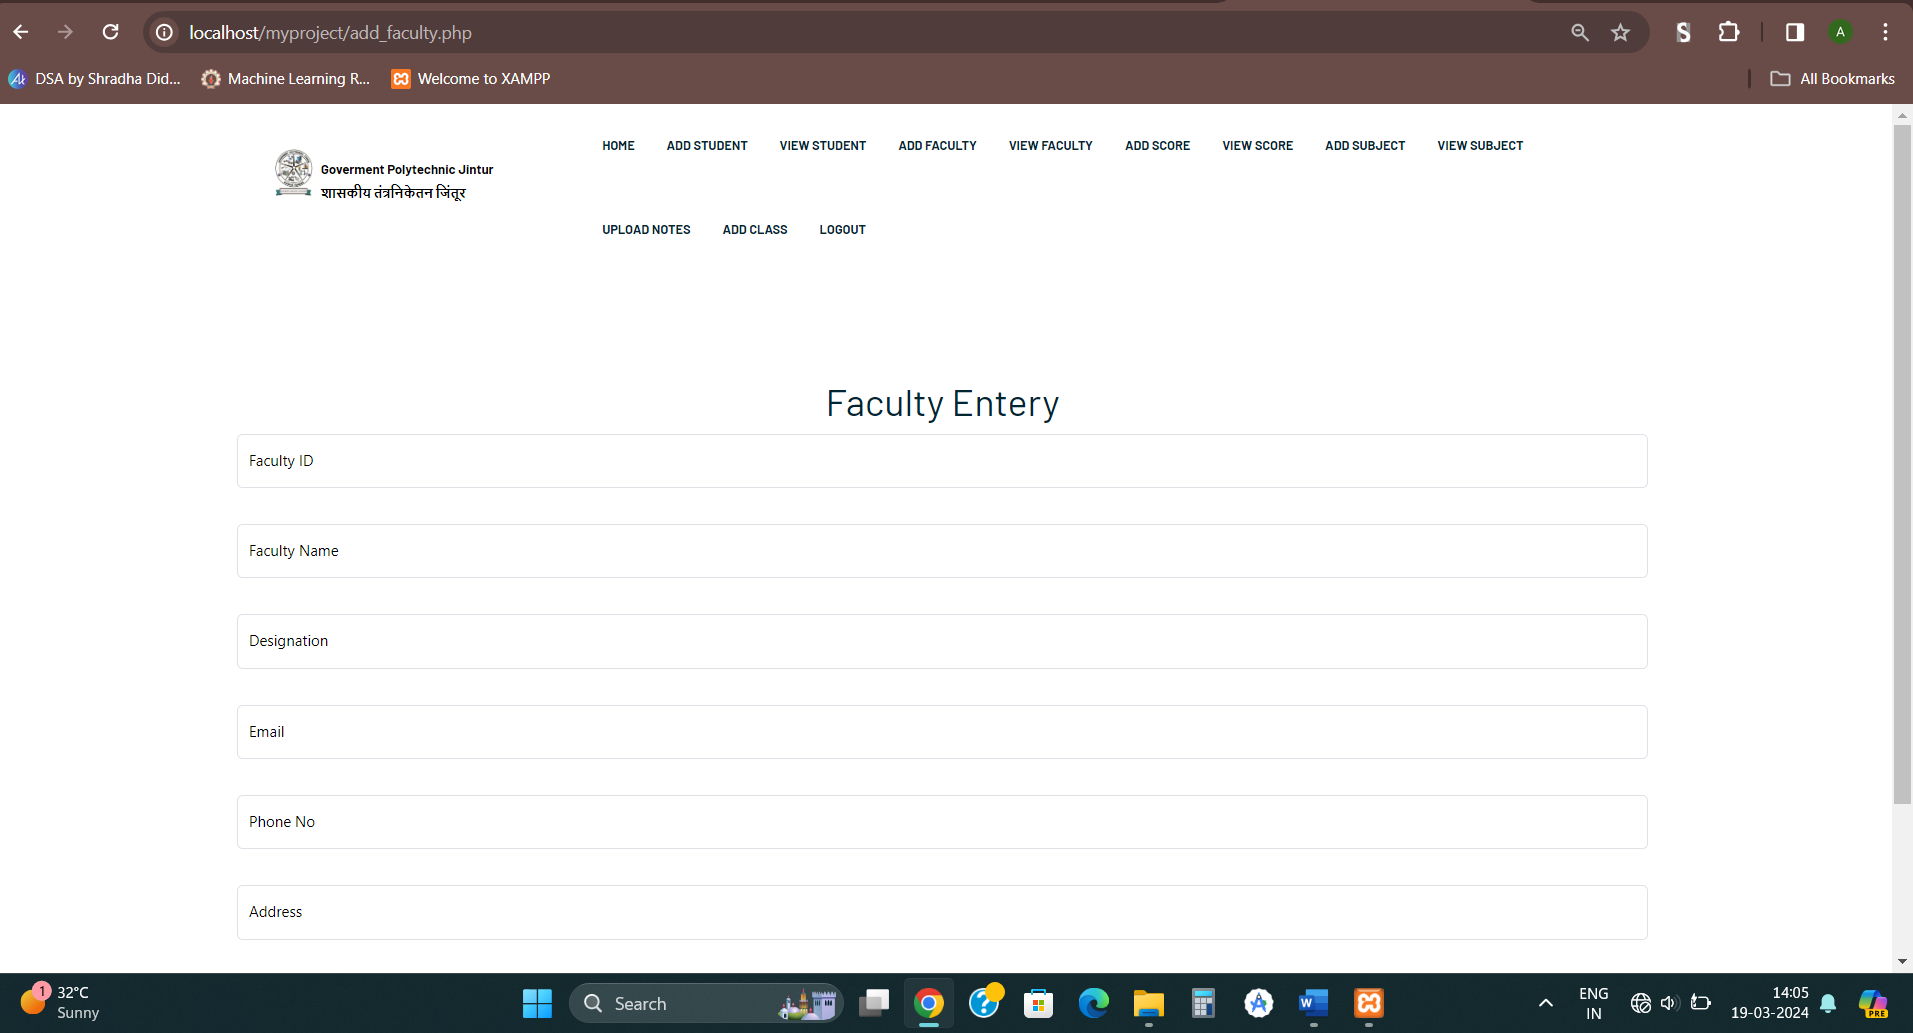 localhost/myproject/add_faculty.php
A
DSA by Shradha Did...
Machine Learning R...
Welcome to XAMPP
All Bookmarks
Goverment Polytechnic Jintur
शासकीय तंत्रनिकेतन जिंतूर
HOME ADD STUDENT VIEW STUDENT ADD FACULTY VIEW FACULTY ADD SCORE VIEW SCORE ADD SUBJECT VIEW SUBJECT
UPLOAD NOTES ADD CLASS LOGOUT
Faculty Entery
Faculty ID
Faculty Name
Designation
Email
Phone No
Address
1
32°C
Sunny
Search
ENG
IN
14:05
19-03-2024
PRE